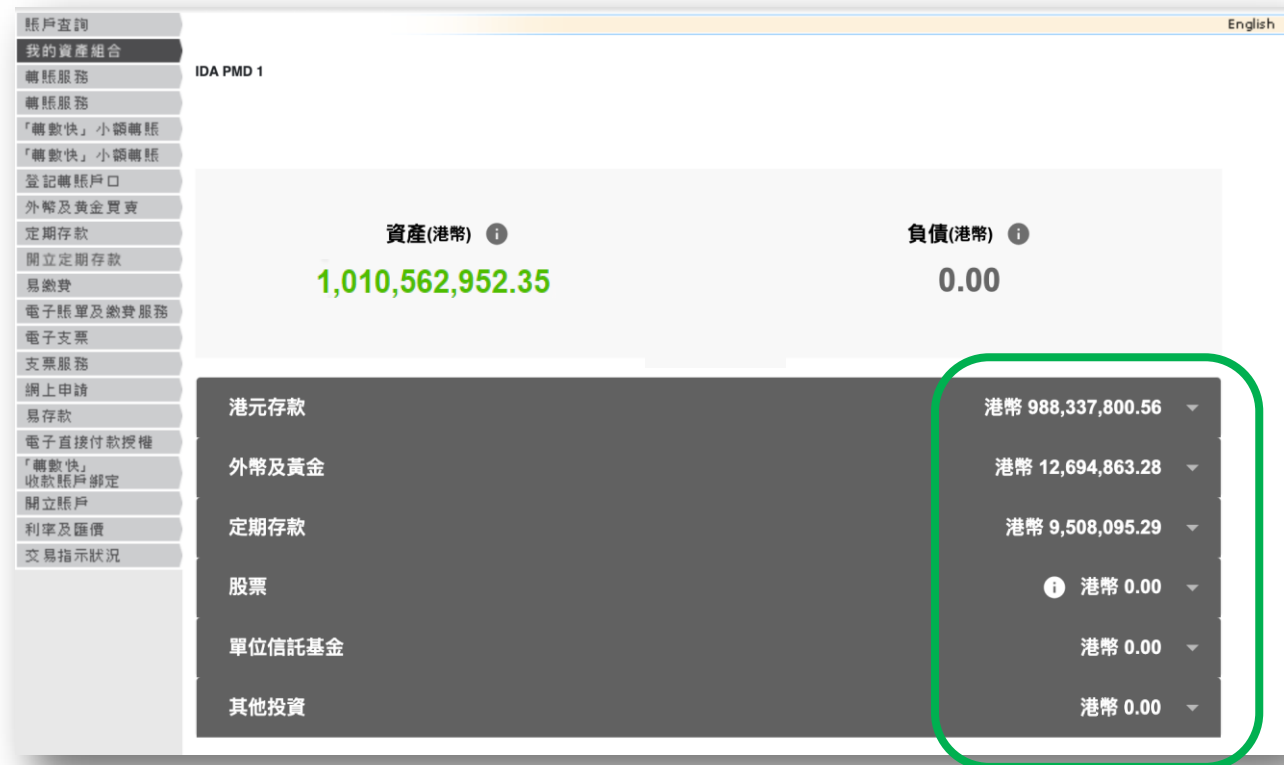 English
賬戶查詢
我的資產組合
轉賬服務
轉賬服務
「轉數快」小額轉賬
「轉數快」小額轉賬
登記轉賬戶口
外幣及黃金買賣
定期存款
開立定期存款
易繳費
電子賬單及繳費服務
電子支票
支票服務
網上申請
易存款
電子直接付款授權
「轉數快」
收款賬戶綁定
開立賬戶
利率及匯價
交易指示狀況
IDA PMD 1
資產(港幣)
1,010,562,952.35
負債(港幣)
0.00
港元存款 港幣 988,337,800.56
外幣及黃金 港幣 12,694,863.28
定期存款 港幣 9,508,095.29
股票 港幣 0.00
單位信託基金 港幣 0.00
其他投資 港幣 0.00